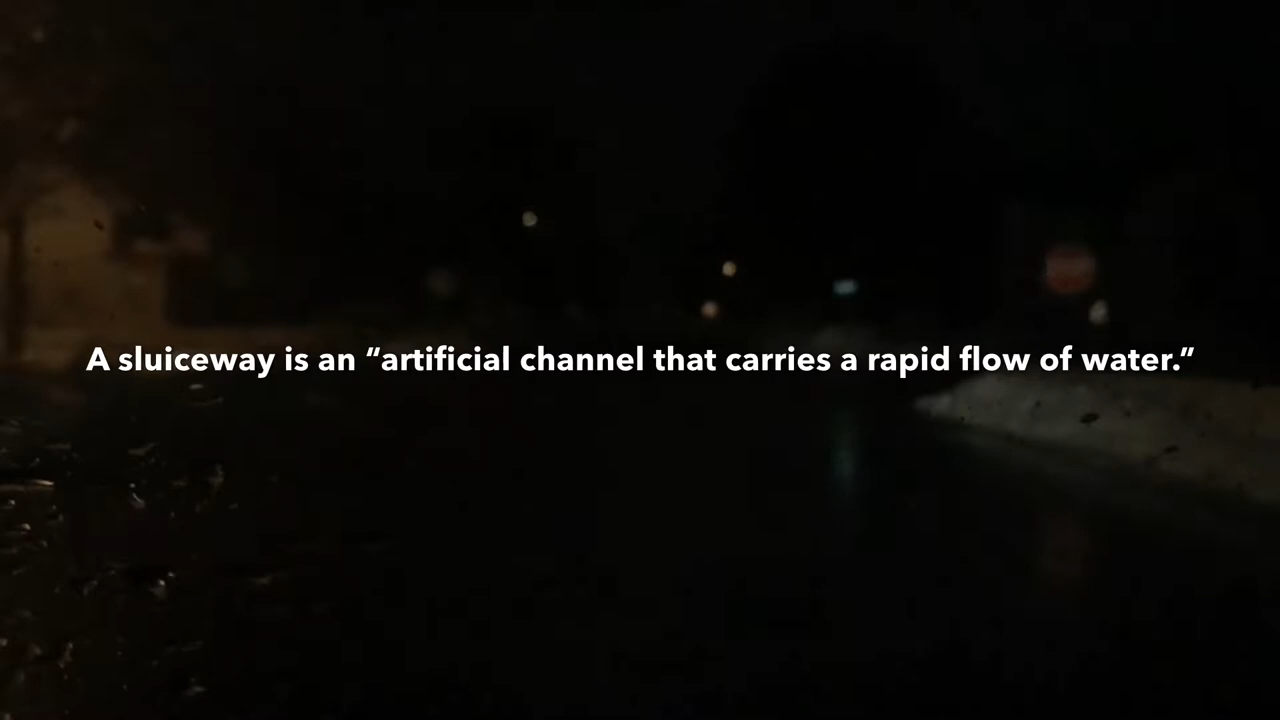 A sluiceway is an “artificial channel that carries a rapid flow of water.”